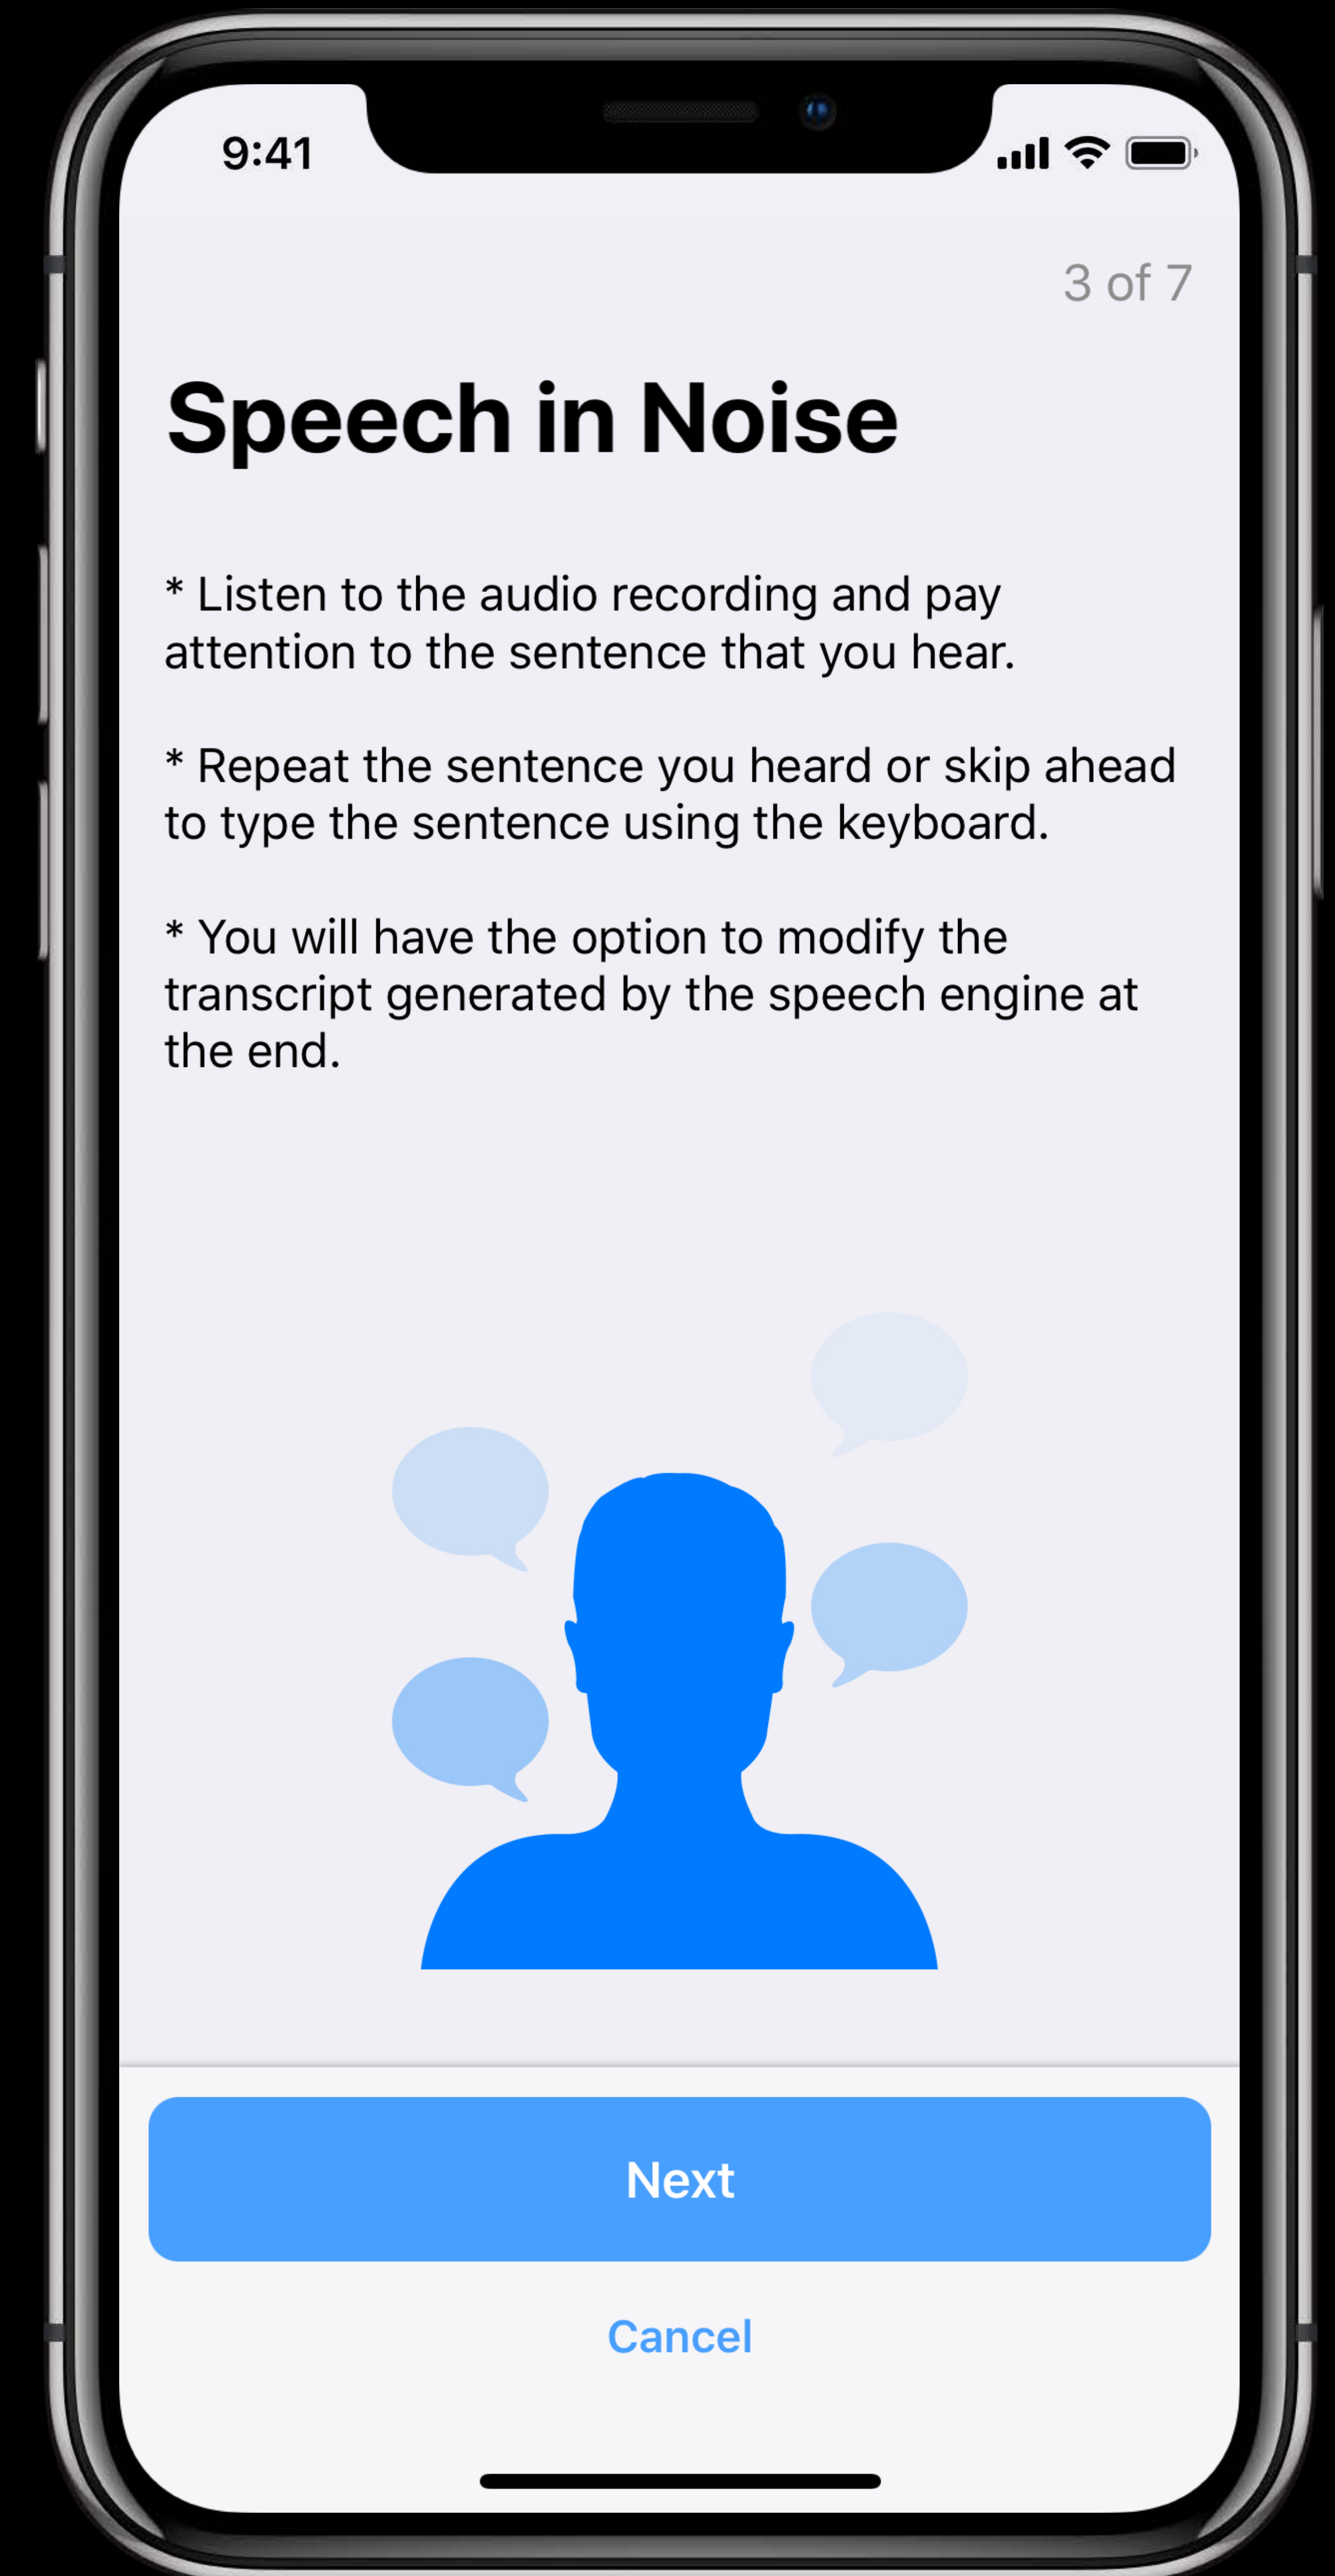 9:41
3 of 7
Speech in Noise
* Listen to the audio recording and pay
attention to the sentence that you hear.
* Repeat the sentence you heard or skip ahead
to type the sentence using the keyboard.
* You will have the option to modify the
transcript generated by the speech engine at
the end.
Next
Cancel